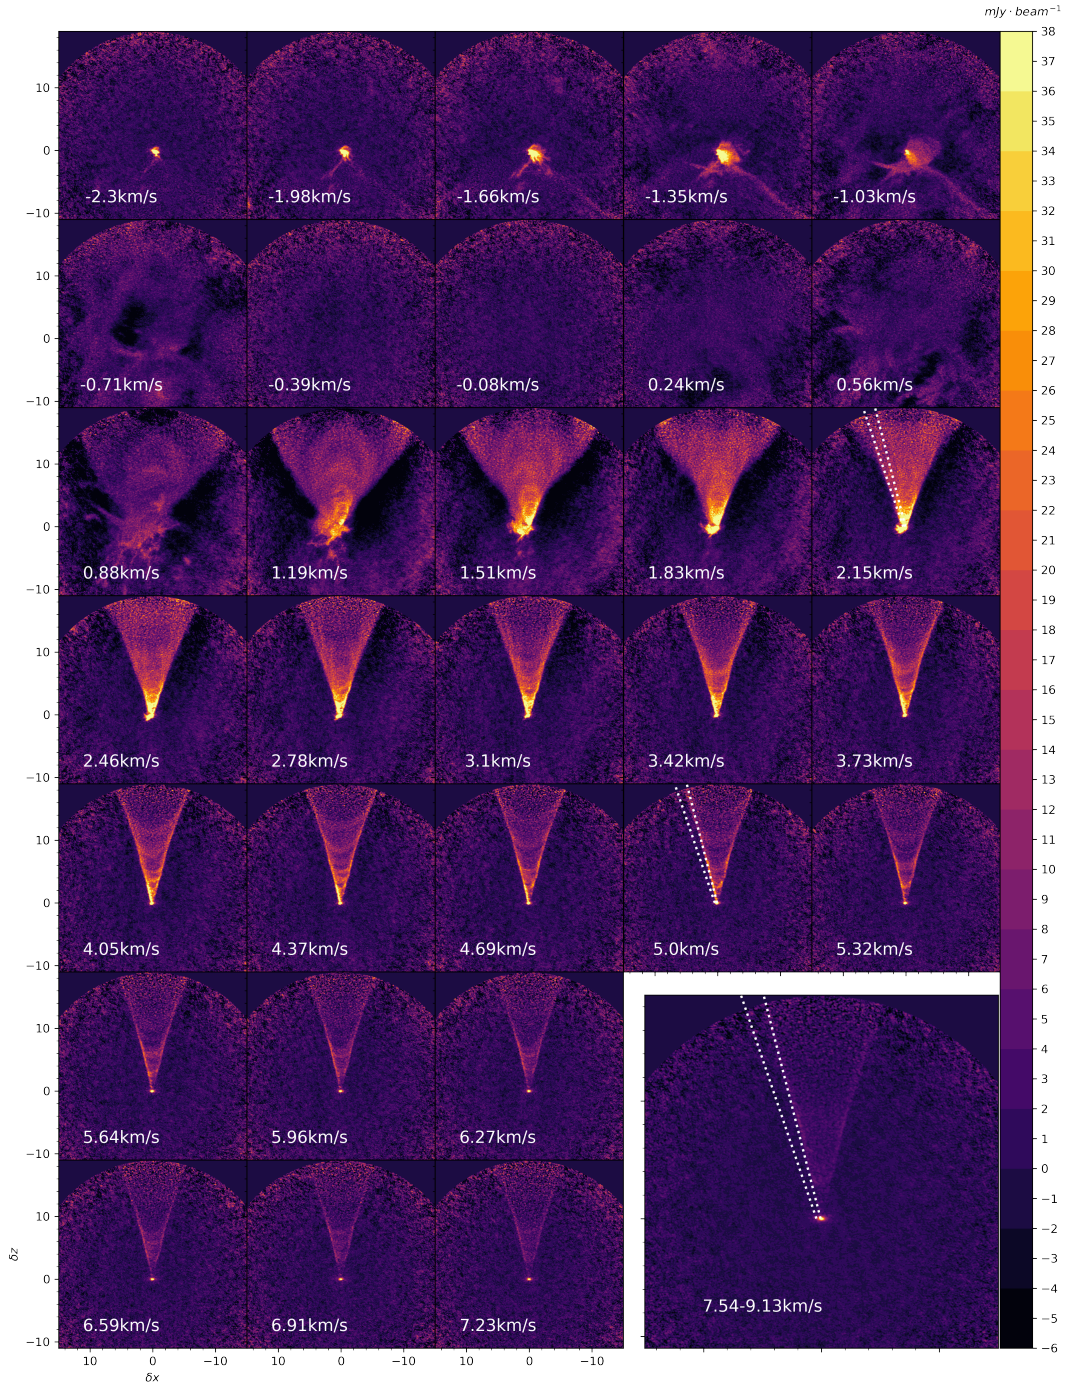 mJy · beam⁻¹
10
0
−10
-2.3km/s
-1.98km/s
-1.66km/s
-1.35km/s
-1.03km/s
10
0
−10
-0.71km/s
-0.39km/s
-0.08km/s
0.24km/s
0.56km/s
10
0
−10
0.88km/s
1.19km/s
1.51km/s
1.83km/s
2.15km/s
10
0
−10
2.46km/s
2.78km/s
3.1km/s
3.42km/s
3.73km/s
10
0
−10
4.05km/s
4.37km/s
4.69km/s
5.0km/s
5.32km/s
10
0
−10
5.64km/s
5.96km/s
6.27km/s
10
0
−10
6.59km/s
6.91km/s
7.23km/s
7.54-9.13km/s
δz
10 0 −10 10 0 −10 10 0 −10
δx
38
37
36
35
34
33
32
31
30
29
28
27
26
25
24
23
22
21
20
19
18
17
16
15
14
13
12
11
10
9
8
7
6
5
4
3
2
1
0
−1
−2
−3
−4
−5
−6